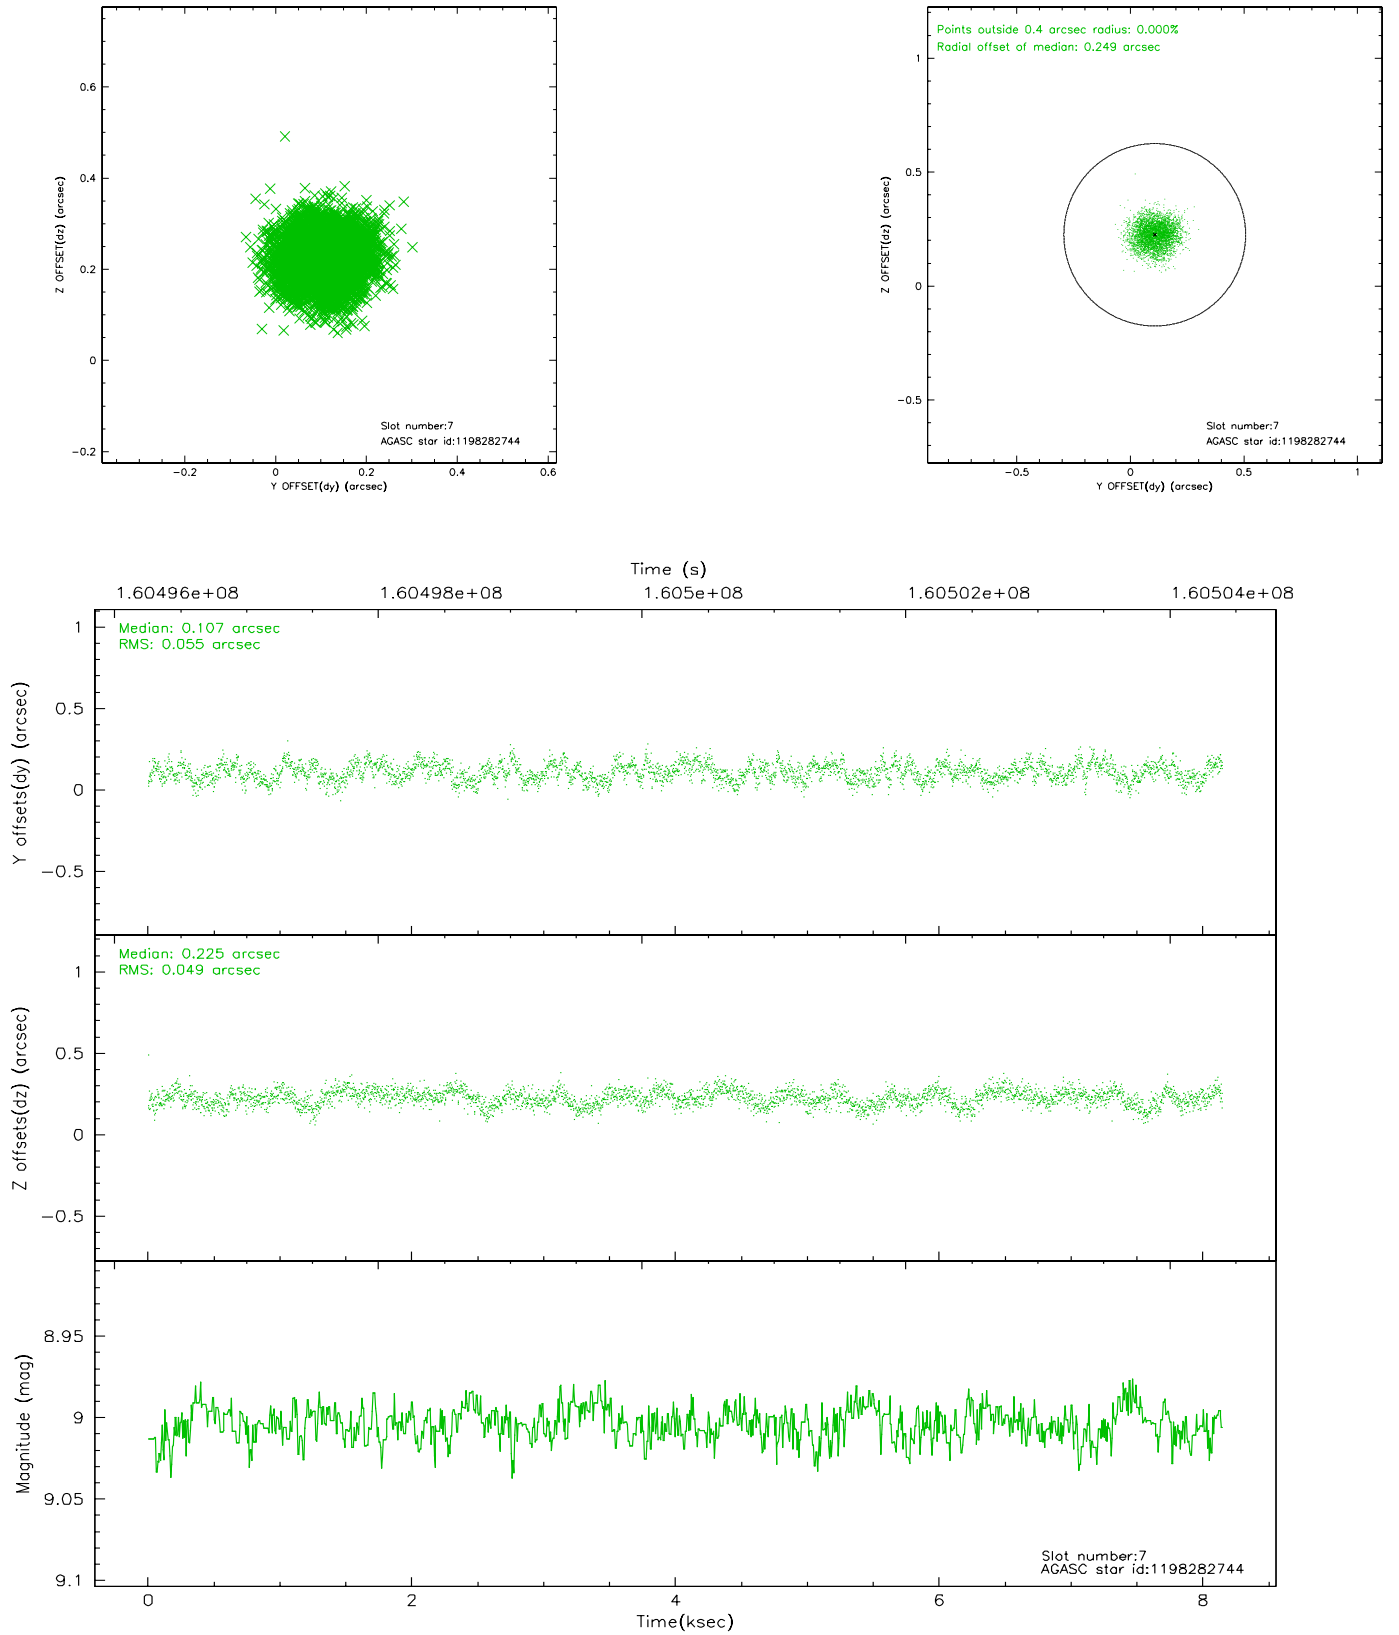 0.6
0.4
0.2
0
−0.2
Z OFFSET(dz) (arcsec)
−0.2 0 0.2 0.4 0.6
Y OFFSET(dy) (arcsec)
Slot number:7
AGASC star id:1198282744
Points outside 0.4 arcsec radius: 0.000%
Radial offset of median: 0.249 arcsec
1
0.5
0
−0.5
Z OFFSET(dz) (arcsec)
−0.5 0 0.5 1
Y OFFSET(dy) (arcsec)
Slot number:7
AGASC star id:1198282744
Time (s)
1.60496e+08 1.60498e+08 1.605e+08 1.60502e+08 1.60504e+08
Median: 0.107 arcsec
RMS: 0.055 arcsec
1
0.5
0
−0.5
Y offsets(dy) (arcsec)
Median: 0.225 arcsec
RMS: 0.049 arcsec
1
0.5
0
−0.5
Z offsets(dz) (arcsec)
8.95
9
9.05
9.1
Magnitude (mag)
Slot number:7
AGASC star id:1198282744
0 2 4 6 8
Time(ksec)